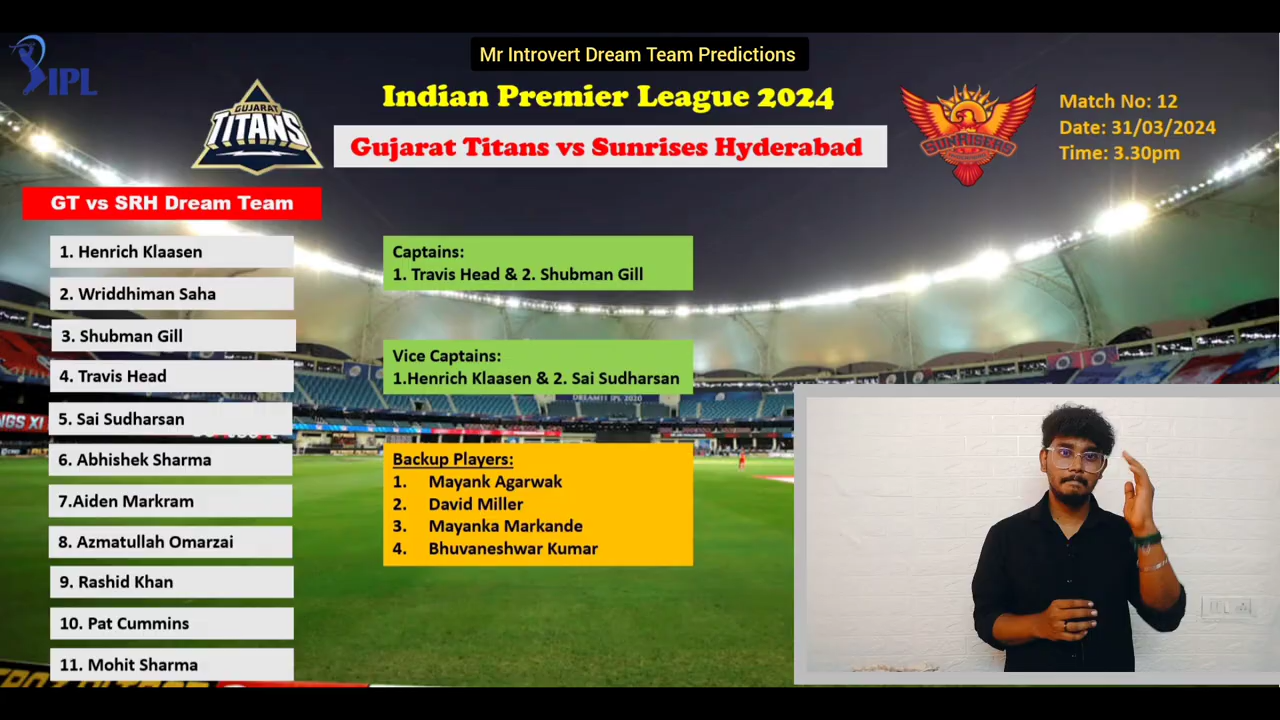 Mr Introvert Dream Team Predictions
IPL
Indian Premier League 2024
GUJARAT
TITANS
Gujarat Titans vs Sunrises Hyderabad
SUNRISERS
Match No: 12
Date: 31/03/2024
Time: 3.30pm
GT vs SRH Dream Team
1. Henrich Klaasen
2. Wriddhiman Saha
3. Shubman Gill
4. Travis Head
5. Sai Sudharsan
6. Abhishek Sharma
7.Aiden Markram
8. Azmatullah Omarzai
9. Rashid Khan
10. Pat Cummins
11. Mohit Sharma
Captains:
1. Travis Head & 2. Shubman Gill
Vice Captains:
1.Henrich Klaasen & 2. Sai Sudharsan
DREAM11 IPL 2020
Backup Players:
1. Mayank Agarwak
2. David Miller
3. Mayanka Markande
4. Bhuvaneshwar Kumar
NGS XI